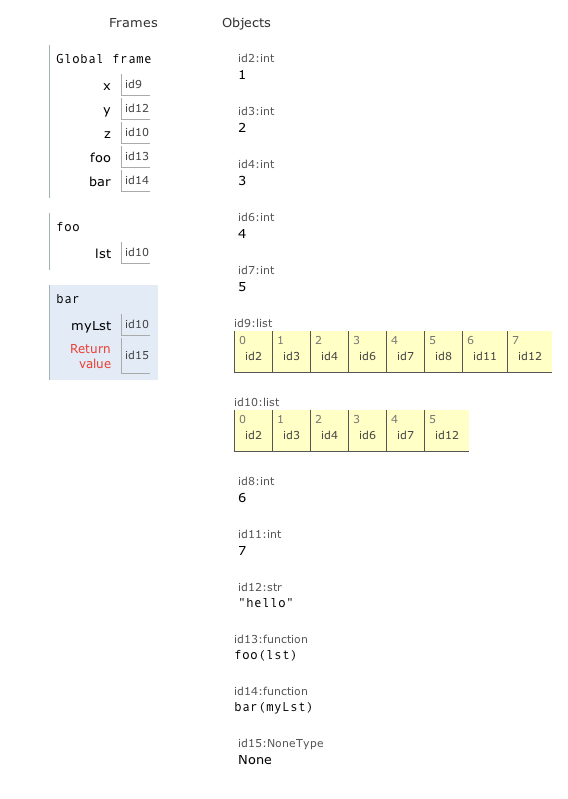 Frames Objects
Global frame
x id9
y id12
z id10
foo id13
bar id14
foo
lst id10
bar
myLst id10
Return
value id15
id2:int
1
id3:int
2
id4:int
3
id6:int
4
id7:int
5
id9:list
0 1 2 3 4 5 6 7
id2 id3 id4 id6 id7 id8 id11 id12
id10:list
0 1 2 3 4 5
id2 id3 id4 id6 id7 id12
id8:int
6
id11:int
7
id12:str
"hello"
id13:function
foo(lst)
id14:function
bar(myLst)
id15:NoneType
None